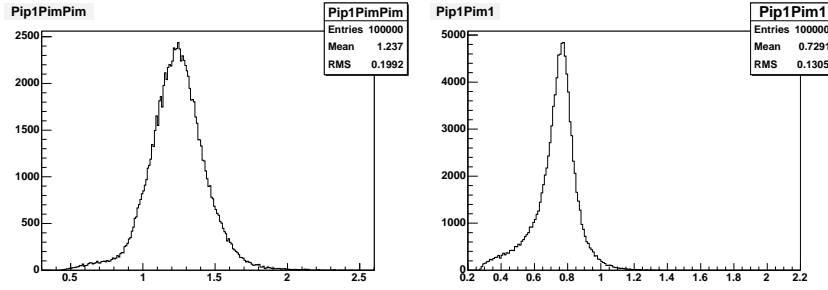 Pip1PimPim
Pip1PimPim
Entries 100000
Mean 1.237
RMS 0.1992
2500
2000
1500
1000
500
0
0.5 1 1.5 2 2.5
Pip1Pim1
Pip1Pim1
Entries 100000
Mean 0.7291
RMS 0.1305
5000
4000
3000
2000
1000
0
0.2 0.4 0.6 0.8 1 1.2 1.4 1.6 1.8 2 2.2